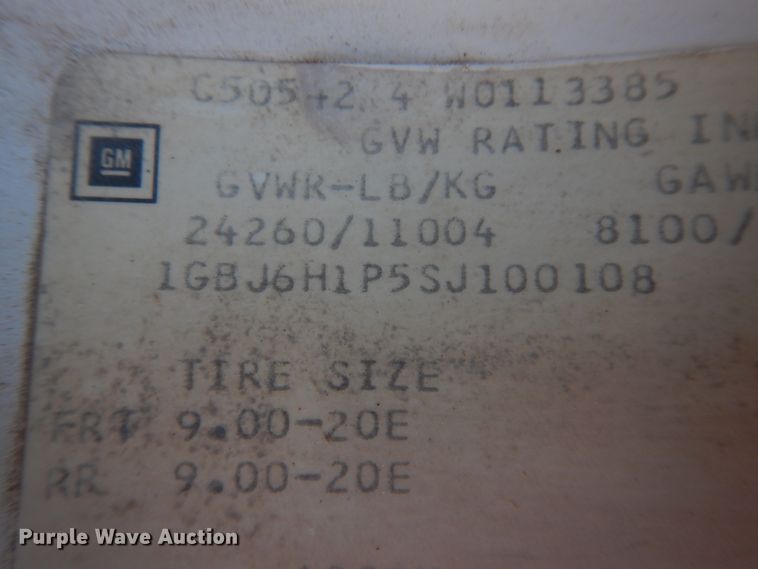 C505+2 4 W0113385
GM
GVW RATING IN
GVWR-LB/KG GAW
24260/11004 8100/
1GBJ6H1P5SJ100108
TIRE SIZE
FRT 9.00-20E
RR 9.00-20E
Purple Wave Auction